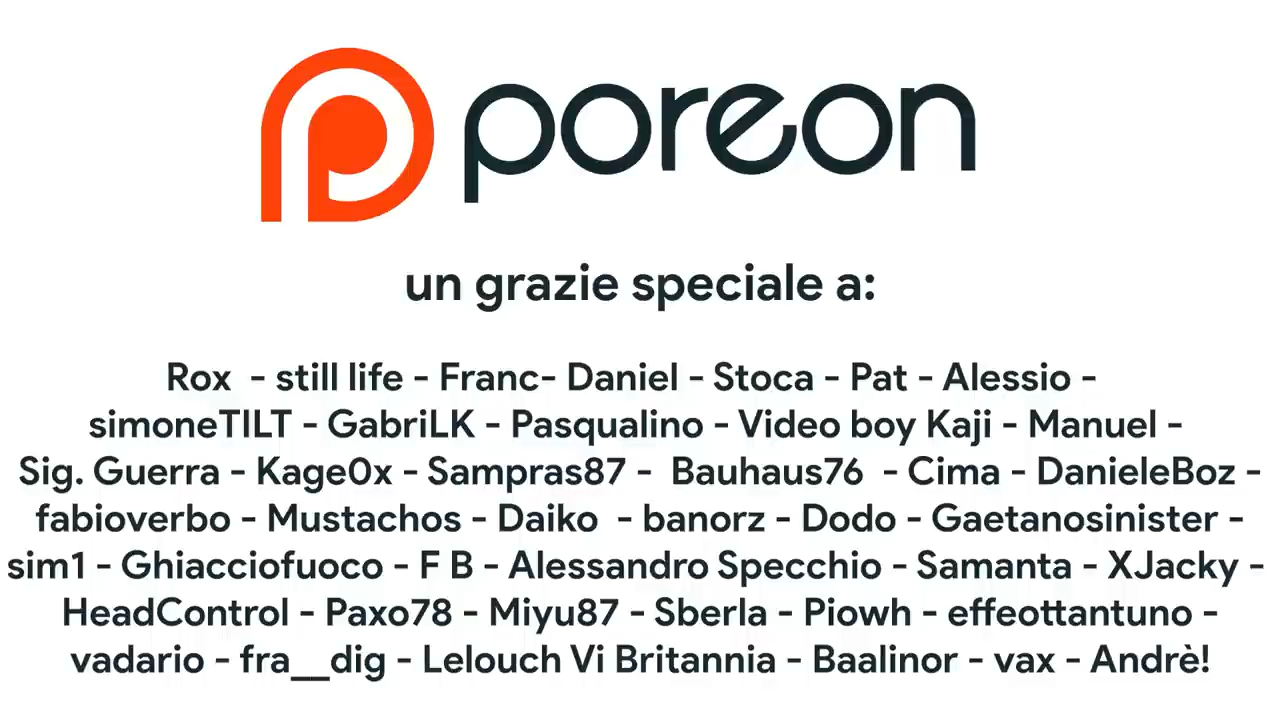 poreon
un grazie speciale a:
Rox - still life - Franc- Daniel - Stoca - Pat - Alessio -
simoneTILT - GabriLK - Pasqualino - Video boy Kaji - Manuel -
Sig. Guerra - Kage0x - Sampras87 - Bauhaus76 - Cima - DanieleBoz -
fabioverbo - Mustachos - Daiko - banorz - Dodo - Gaetanosinister -
sim1 - Ghiacciofuoco - F B - Alessandro Specchio - Samanta - XJacky -
HeadControl - Paxo78 - Miyu87 - Sberla - Piowh - effeottantuno -
vadario - fra__dig - Lelouch Vi Britannia - Baalinor - vax - Andrè!